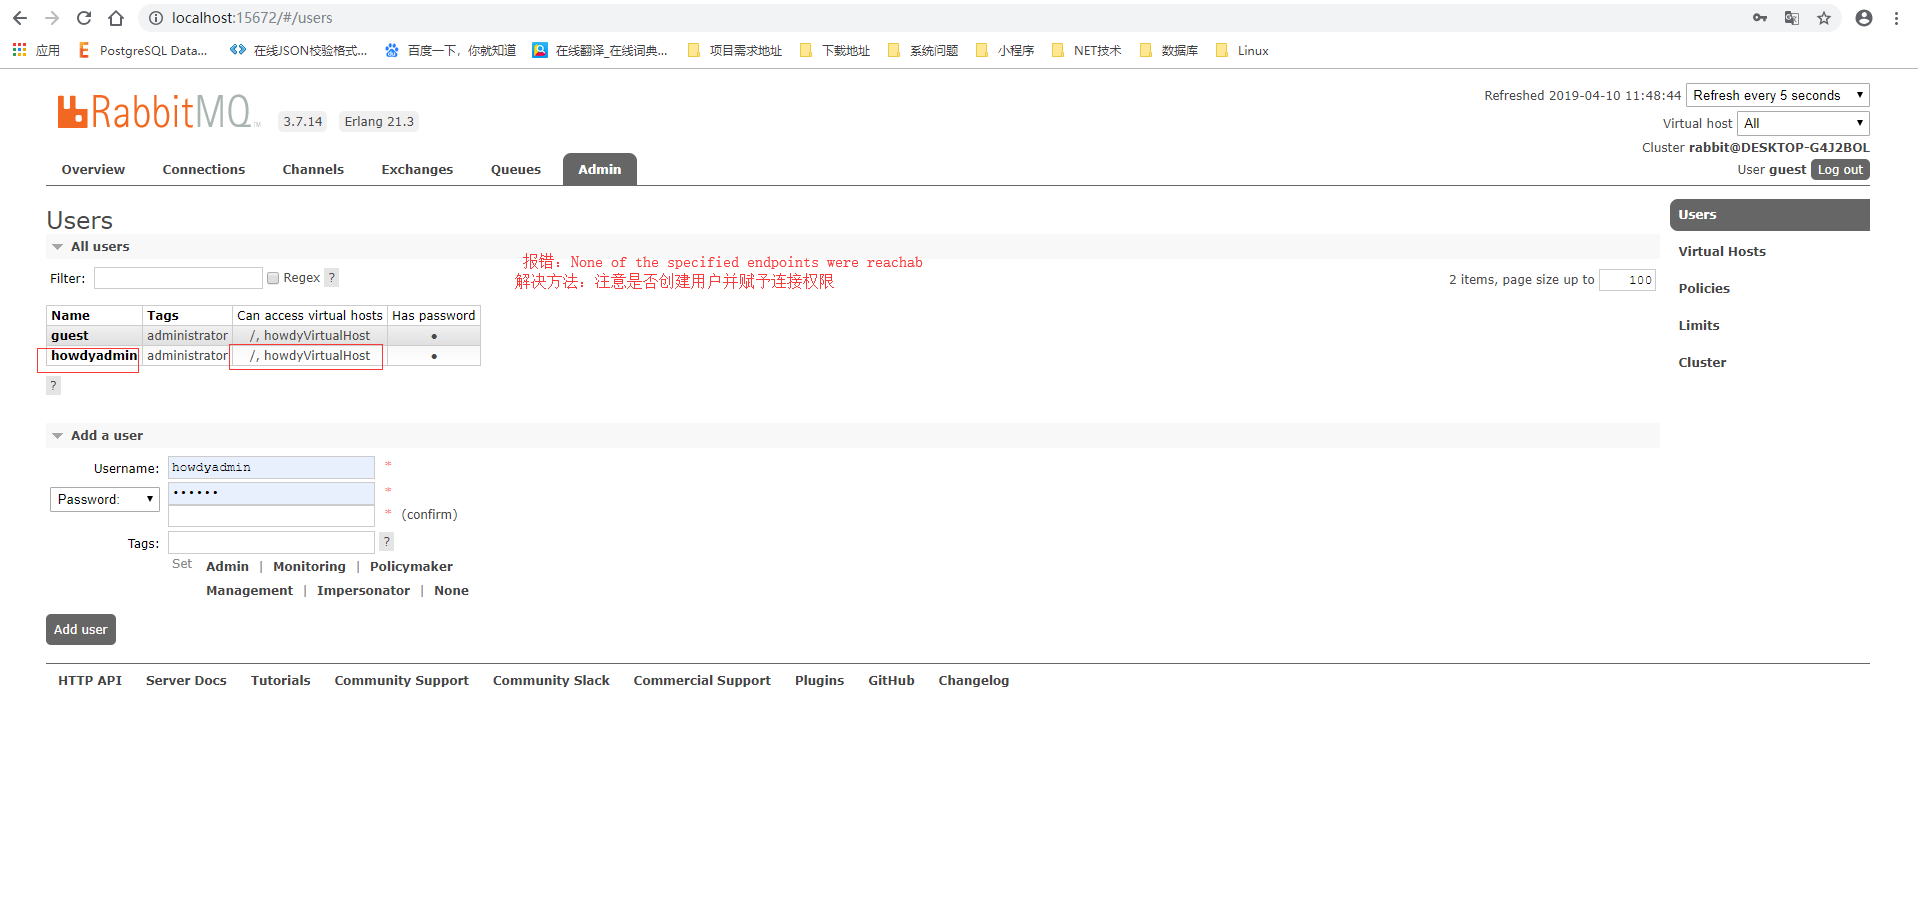 localhost:15672/#/users
应用 PostgreSQL Data... 在线JSON校验格式... 百度一下，你就知道 在线翻译_在线词典... 项目需求地址 下载地址 系统问题 小程序 NET技术 数据库 Linux
RabbitMQ TM 3.7.14 Erlang 21.3
Refreshed 2019-04-10 11:48:44 Refresh every 5 seconds
Virtual host All
Cluster rabbit@DESKTOP-G4J2BOL
User guest Log out
Overview Connections Channels Exchanges Queues Admin
Users
All users
报错：None of the specified endpoints were reachab
解决方法：注意是否创建用户并赋予连接权限
Filter: Regex ?
2 items, page size up to 100
Name Tags Can access virtual hosts Has password
guest administrator /, howdyVirtualHost •
howdyadmin administrator /, howdyVirtualHost •
?
Add a user
Username: howdyadmin *
Password: •••••• *
* (confirm)
Tags: ?
Set Admin | Monitoring | Policymaker
Management | Impersonator | None
Add user
Users
Virtual Hosts
Policies
Limits
Cluster
HTTP API Server Docs Tutorials Community Support Community Slack Commercial Support Plugins GitHub Changelog